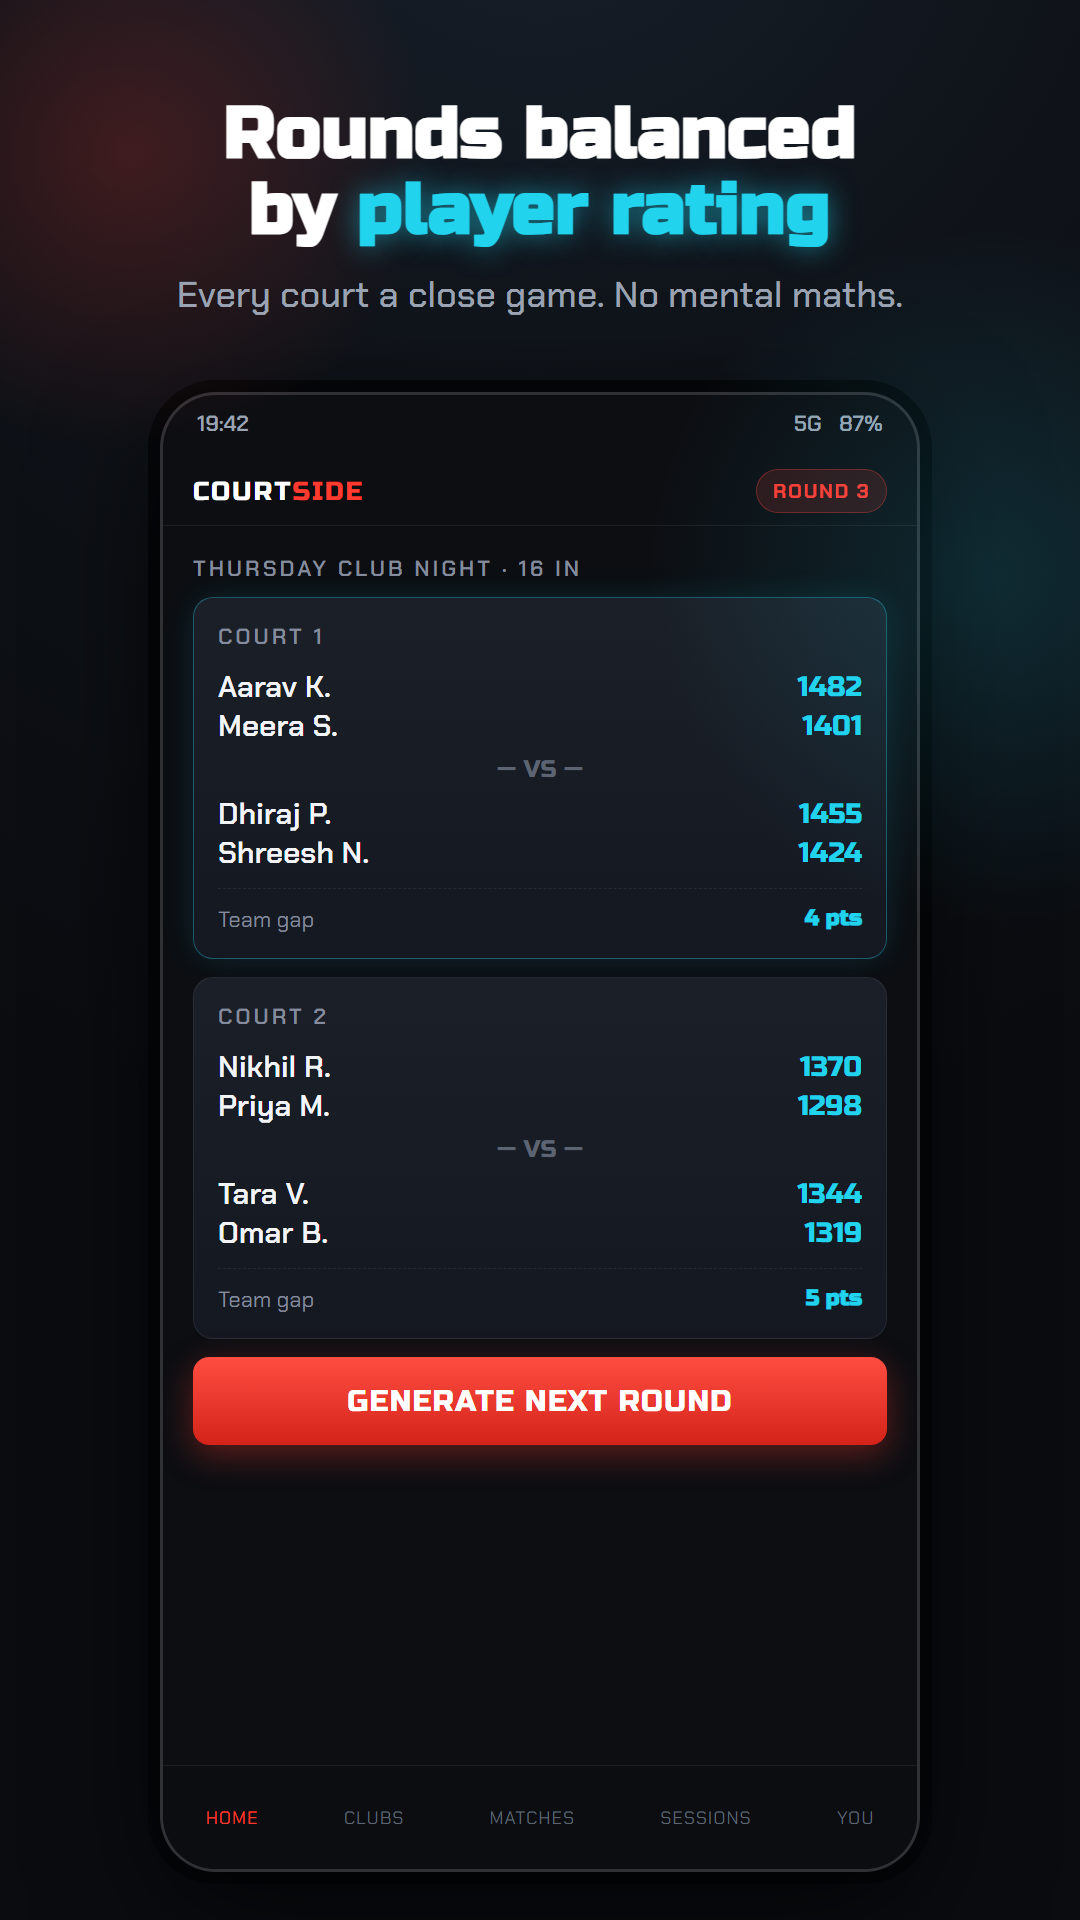 Rounds balanced
by player rating
Every court a close game. No mental maths.
19:42 5G 87%
COURTSIDE ROUND 3
THURSDAY CLUB NIGHT · 16 IN
COURT 1
Aarav K. 1482
Meera S. 1401
— VS —
Dhiraj P. 1455
Shreesh N. 1424
Team gap 4 pts
COURT 2
Nikhil R. 1370
Priya M. 1298
— VS —
Tara V. 1344
Omar B. 1319
Team gap 5 pts
GENERATE NEXT ROUND
HOME CLUBS MATCHES SESSIONS YOU